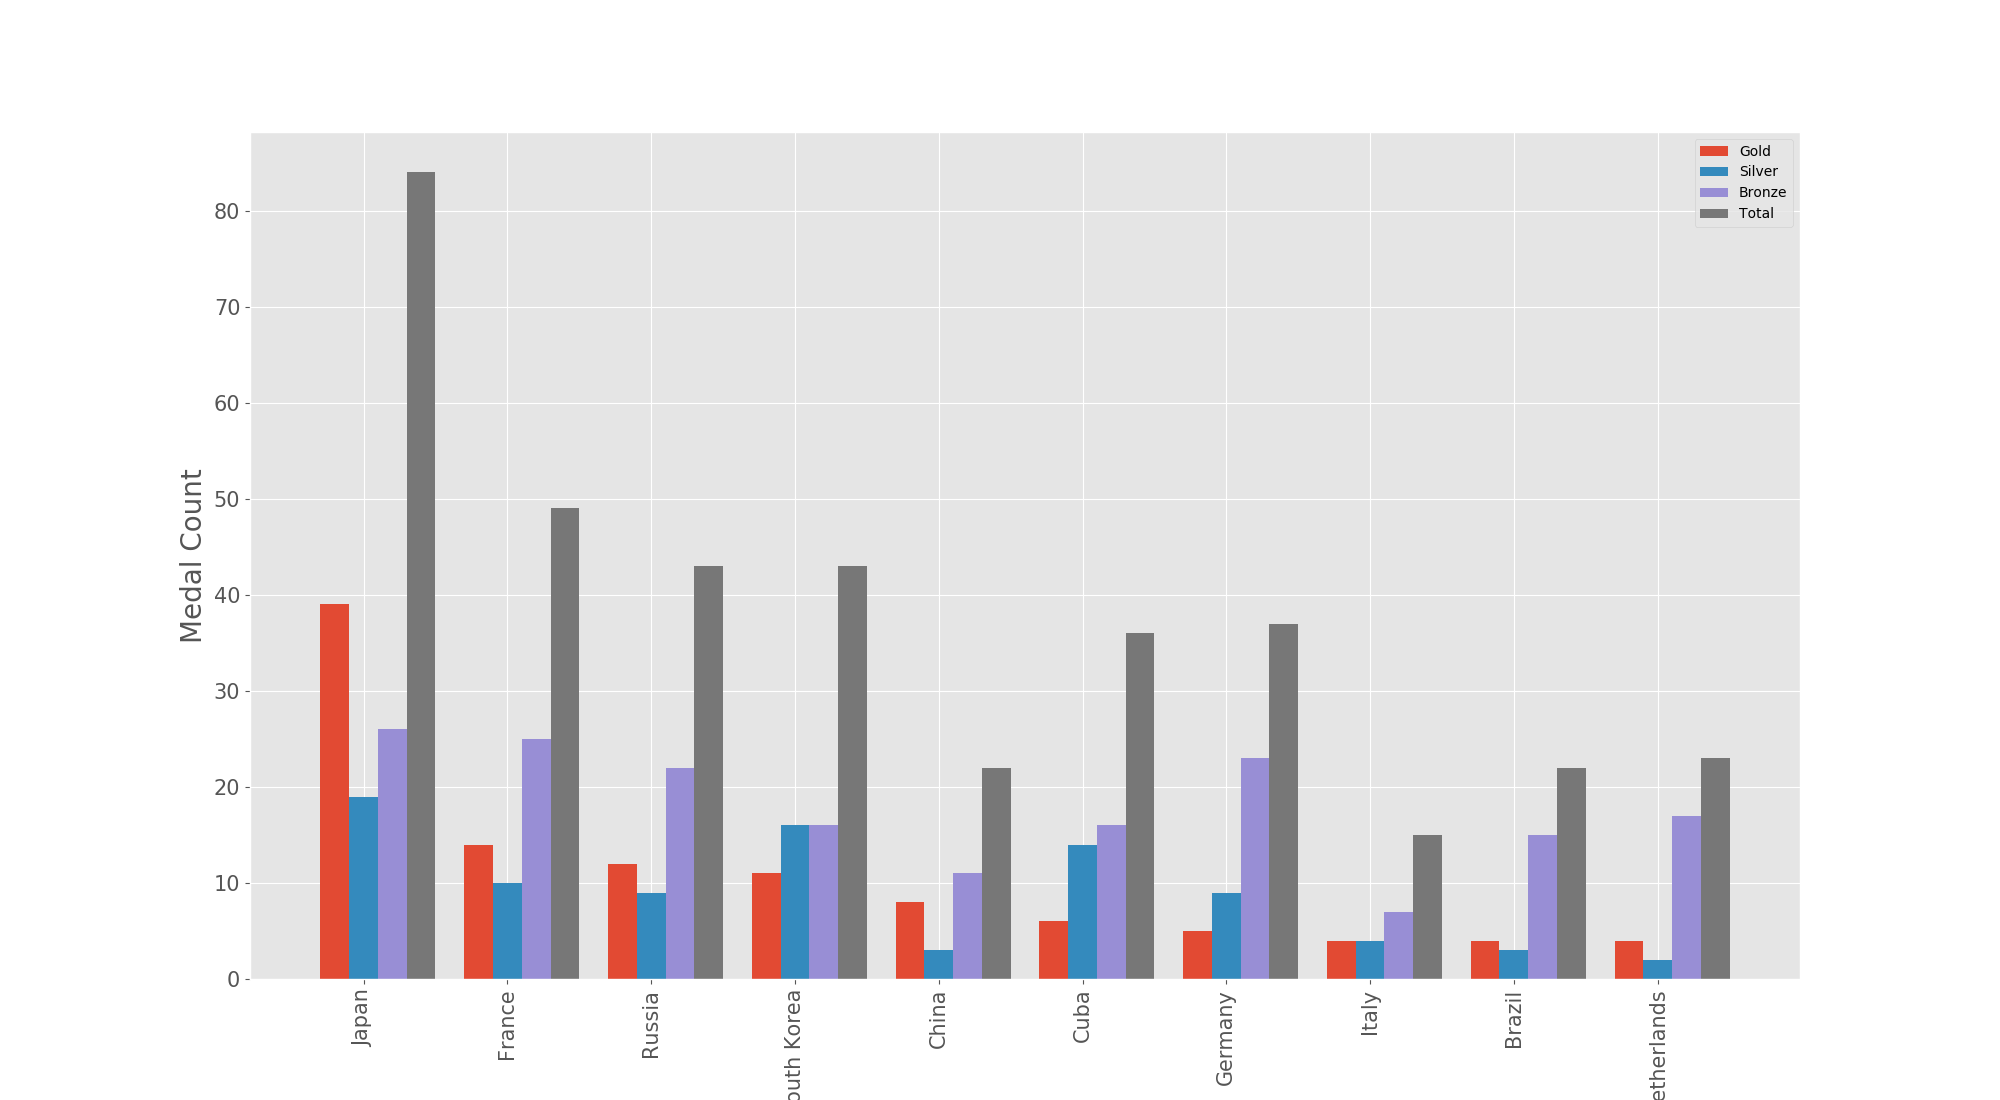 Gold
Silver
Bronze
Total
80
70
60
50
40
30
20
10
0
Medal Count
Japan
France
Russia
outh Korea
China
Cuba
Germany
Italy
Brazil
etherlands